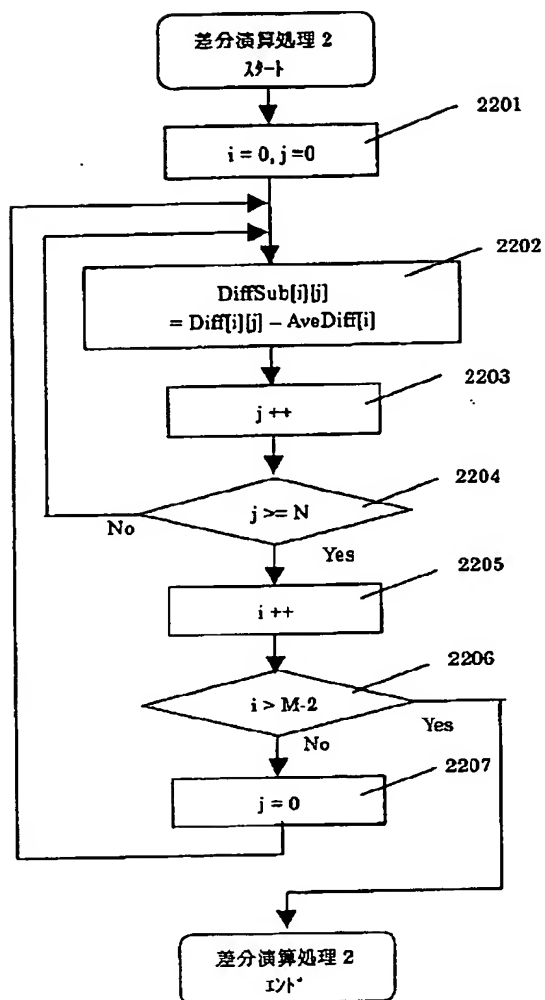 差分演算処理 2
ｽﾀｰﾄ
2201
i = 0, j =0
2202
DiffSub[i][j]
= Diff[i][j] – AveDiff[i]
2203
j ++
2204
j >= N
No
Yes
2205
i ++
2206
i > M-2
Yes
No
2207
j = 0
差分演算処理 2
ｴﾝﾄﾞ